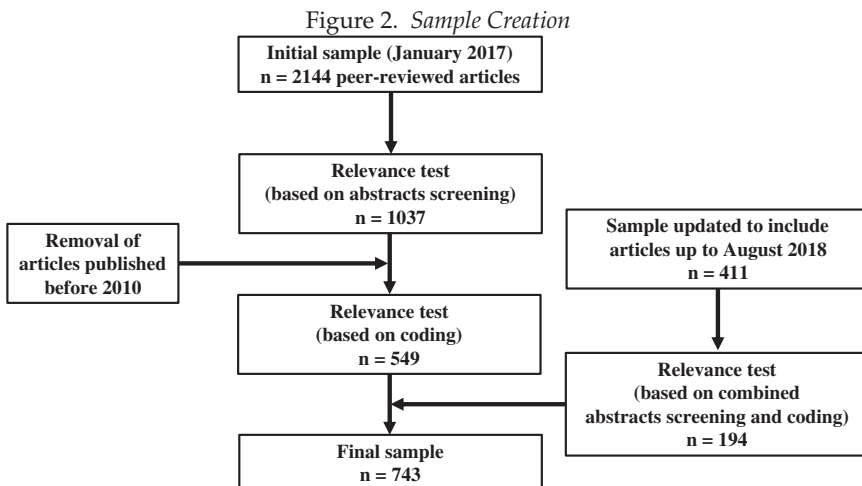 Figure 2. Sample Creation
Initial sample (January 2017)
n = 2144 peer-reviewed articles
Relevance test
(based on abstracts screening)
n = 1037
Removal of
articles published
before 2010
Sample updated to include
articles up to August 2018
n = 411
Relevance test
(based on coding)
n = 549
Relevance test
(based on combined
abstracts screening and coding)
n = 194
Final sample
n = 743